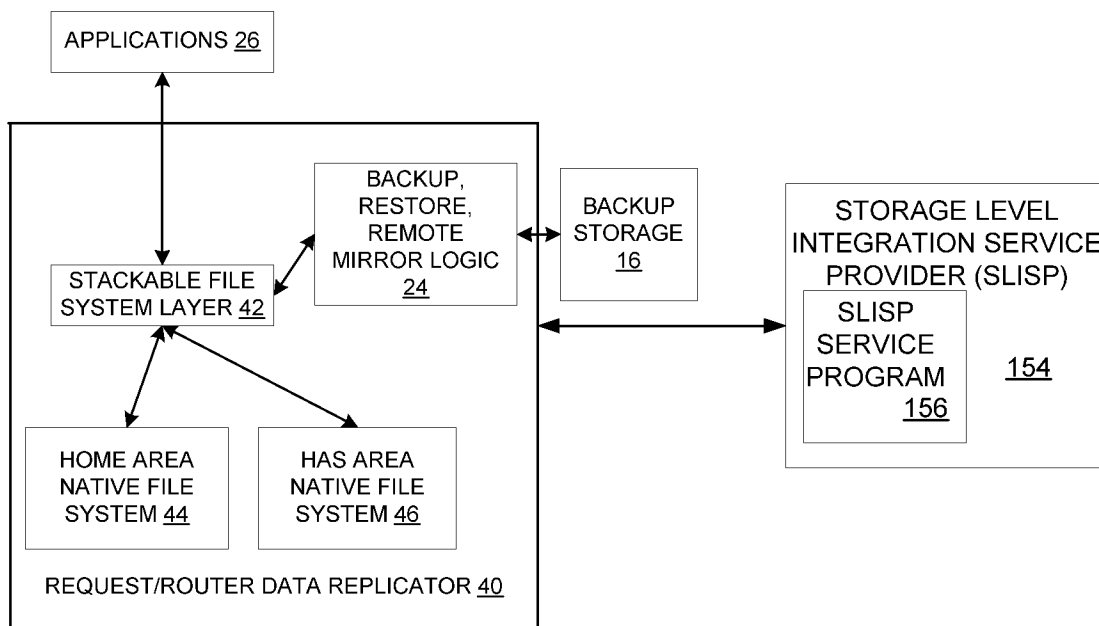 APPLICATIONS 26
BACKUP,
RESTORE,
REMOTE
MIRROR LOGIC
24
BACKUP
STORAGE
16
STORAGE LEVEL
INTEGRATION SERVICE
PROVIDER (SLISP)
SLISP
SERVICE
PROGRAM
156
154
STACKABLE FILE
SYSTEM LAYER 42
HOME AREA
NATIVE FILE
SYSTEM 44
HAS AREA
NATIVE FILE
SYSTEM 46
REQUEST/ROUTER DATA REPLICATOR 40